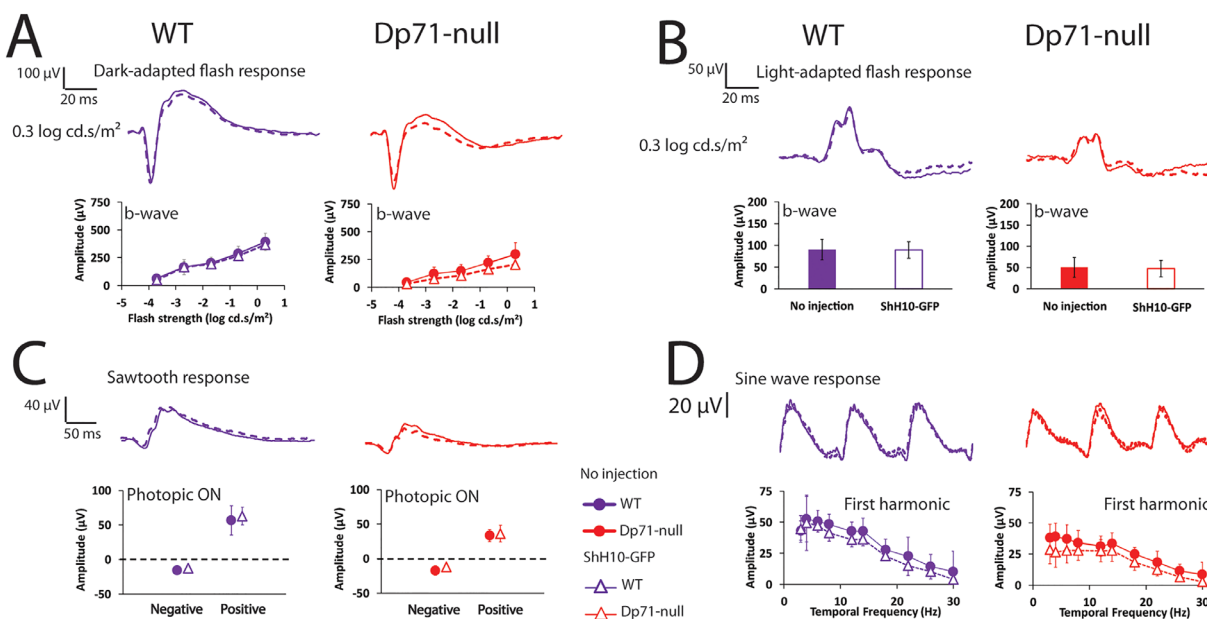 A
WT
Dp71-null
100 µV
20 ms
Dark-adapted flash response
0.3 log cd.s/m²
b-wave
Amplitude (µV)
750
500
250
0
-5 -4 -3 -2 -1 0 1
Flash strength (log cd.s/m²)
b-wave
Amplitude (µV)
750
500
250
0
-5 -4 -3 -2 -1 0 1
Flash strength (log cd.s/m²)
B
WT
Dp71-null
50 µV
20 ms
Light-adapted flash response
0.3 log cd.s/m²
b-wave
Amplitude (µV)
200
150
100
50
0
No injection ShH10-GFP
b-wave
Amplitude (µV)
200
150
100
50
0
No injection ShH10-GFP
C
Sawtooth response
40 µV
50 ms
Photopic ON
Amplitude (µV)
100
50
0
-50
Negative Positive
Photopic ON
Amplitude (µV)
100
50
0
-50
Negative Positive
No injection
WT
Dp71-null
ShH10-GFP
WT
Dp71-null
D
Sine wave response
20 µV
First harmonic
Amplitude (µV)
75
50
25
0
0 10 20 30
Temporal Frequency (Hz)
First harmonic
Amplitude (µV)
75
50
25
0
0 10 20 30
Temporal Frequency (Hz)